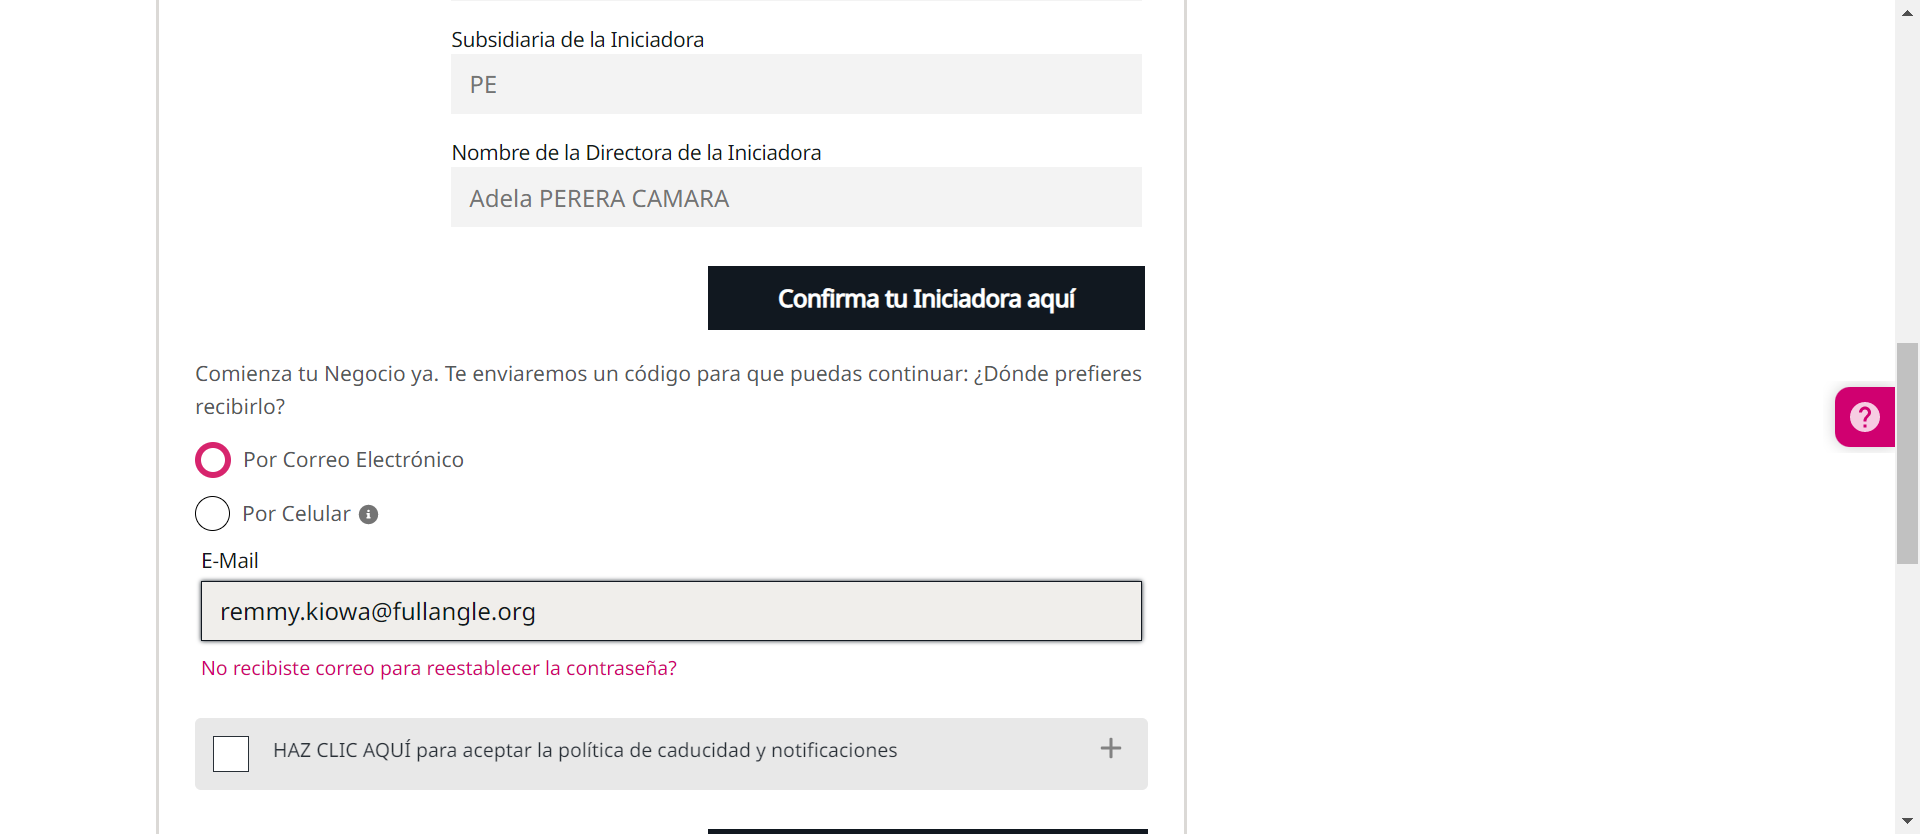 Subsidiaria de la Iniciadora
PE
Nombre de la Directora de la Iniciadora
Adela PERERA CAMARA
Confirma tu Iniciadora aquí
Comienza tu Negocio ya. Te enviaremos un código para que puedas continuar: ¿Dónde prefieres
recibirlo?
Por Correo Electrónico
Por Celular
E-Mail
remmy.kiowa@fullangle.org
No recibiste correo para reestablecer la contraseña?
HAZ CLIC AQUÍ para aceptar la política de caducidad y notificaciones